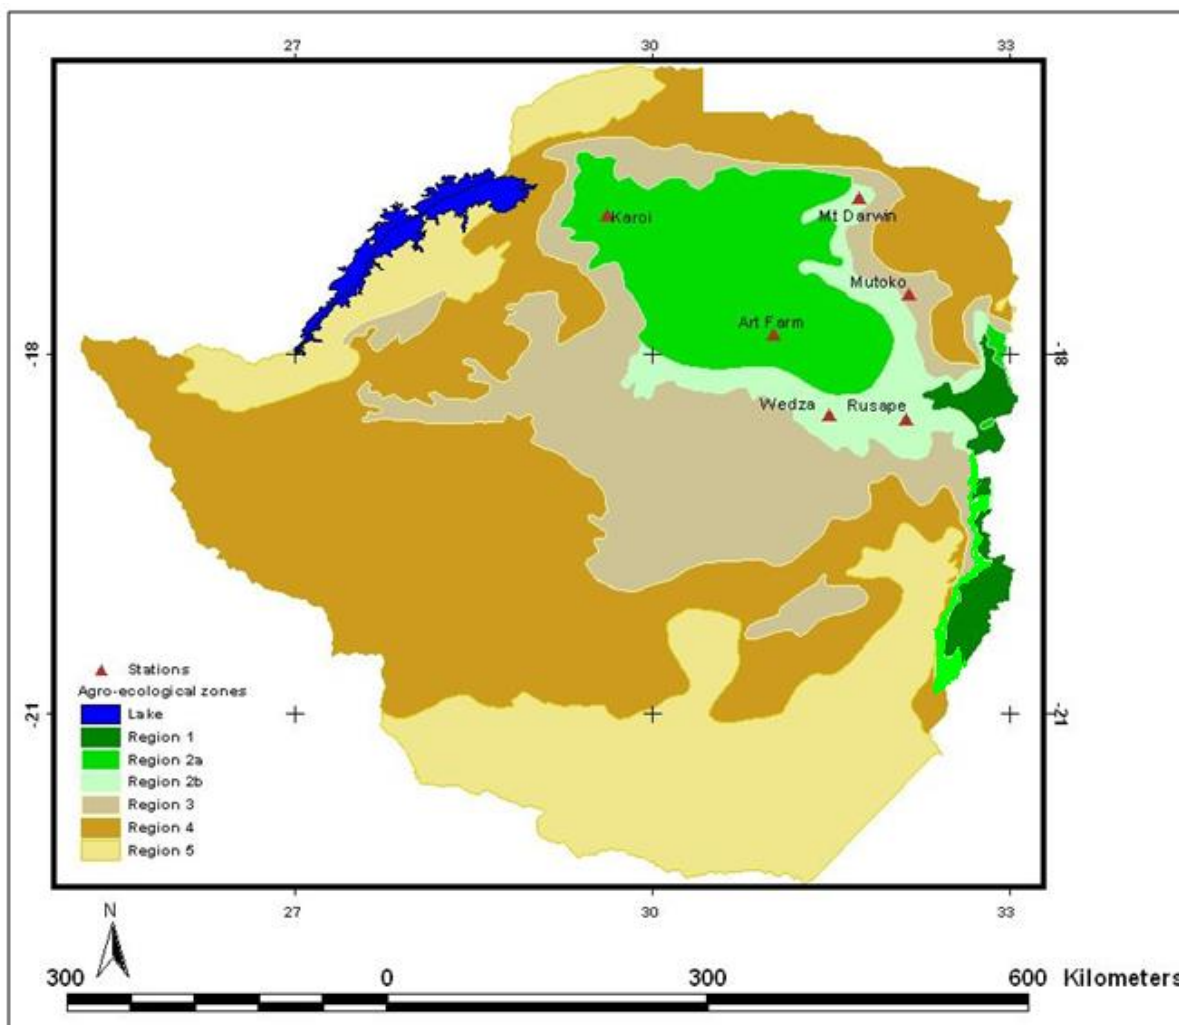 27 30 33
Karoi
Mt Darwin
Mutoko
Art Farm
-18 -18
Wedza Rusape
Stations
Agro-ecological zones
Lake
-21 -21
Region 1
Region 2a
Region 2b
Region 3
Region 4
Region 5
27 30 33
N
300 0 300 600 Kilometers